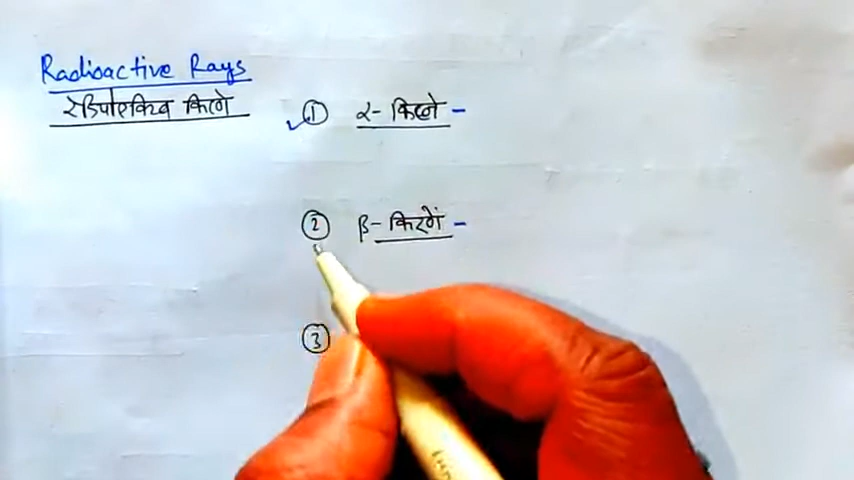 Radioactive Rays
रेडियोएक्टिव किरणे
① α- किरणे -
② β- किरणें -
③